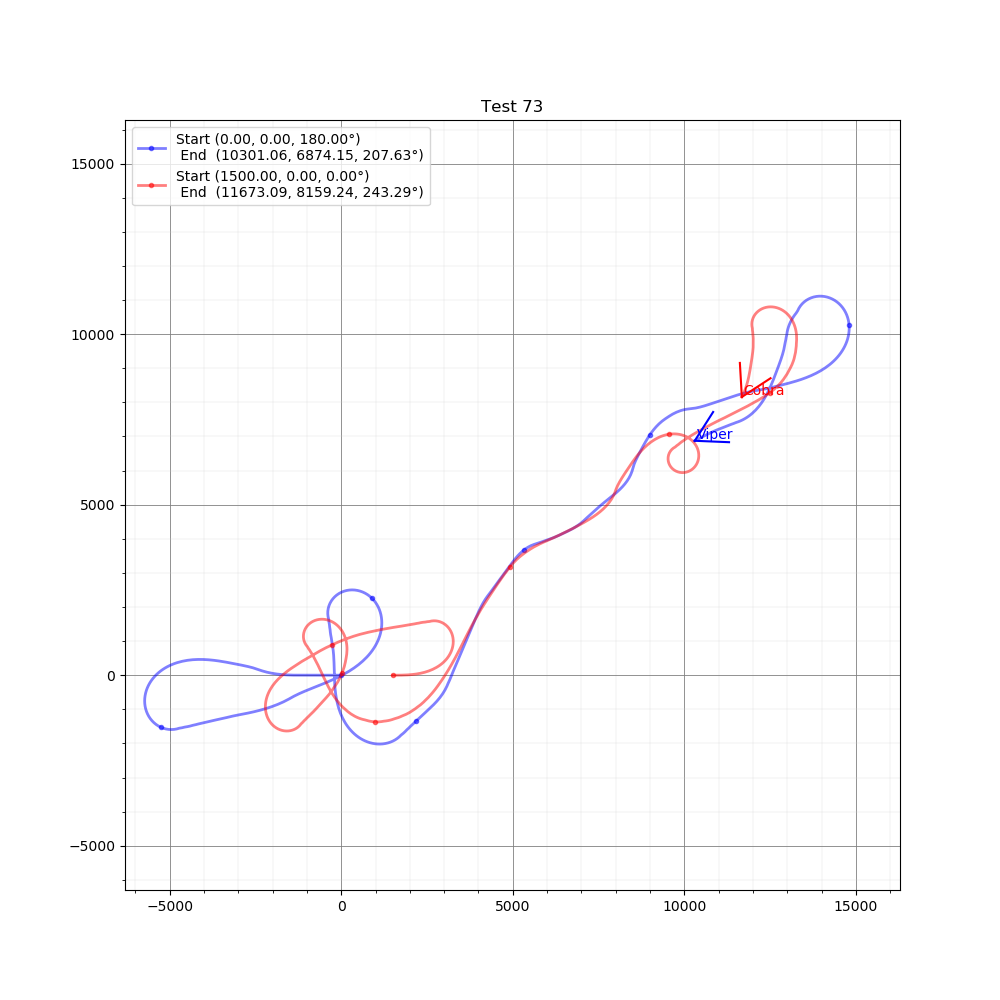 Test 73
Start (0.00, 0.00, 180.00°)
End (10301.06, 6874.15, 207.63°)
Start (1500.00, 0.00, 0.00°)
End (11673.09, 8159.24, 243.29°)
15000
10000
5000
0
−5000
Cobra
Viper
−5000
0
5000
10000
15000